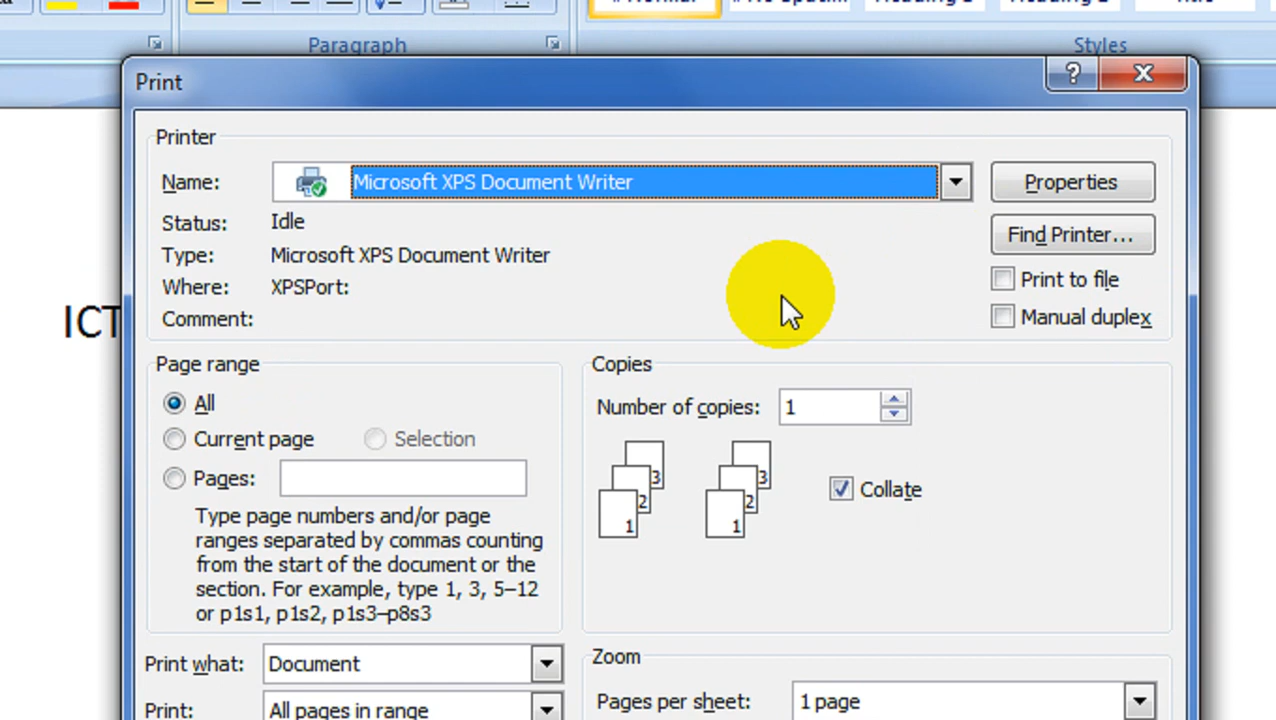 Paragraph
Styles
Print
?
Printer
Name: Microsoft XPS Document Writer Properties
Status: Idle
Find Printer...
Type: Microsoft XPS Document Writer
Print to file
Where: XPSPort:
Manual duplex
Comment:
ICT
Page range
All
Current page Selection
Pages:
Type page numbers and/or page
ranges separated by commas counting
from the start of the document or the
section. For example, type 1, 3, 5–12
or p1s1, p1s2, p1s3–p8s3
Copies
Number of copies: 1
3 3
2 2
1 1
Collate
Print what: Document
Print: All pages in range
Zoom
Pages per sheet: 1 page